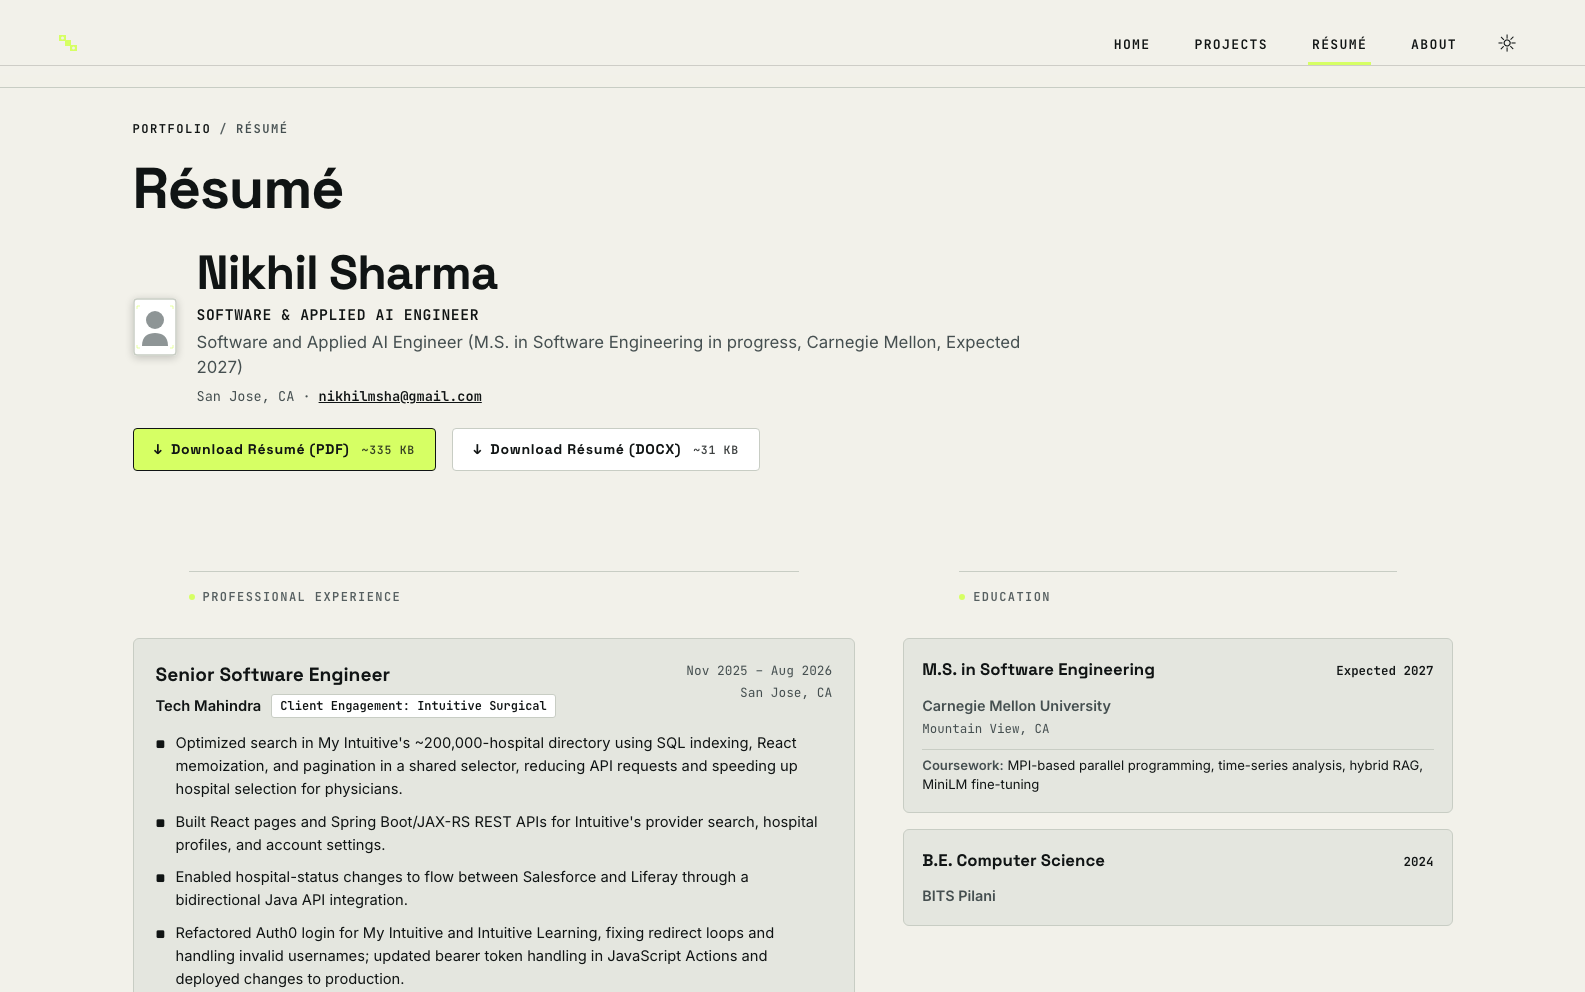 HOME PROJECTS RÉSUMÉ ABOUT
PORTFOLIO / RÉSUMÉ
Résumé
Nikhil Sharma
SOFTWARE & APPLIED AI ENGINEER
Software and Applied AI Engineer (M.S. in Software Engineering in progress, Carnegie Mellon, Expected
2027)
San Jose, CA · nikhilmsha@gmail.com
↓ Download Résumé (PDF) ~335 KB
↓ Download Résumé (DOCX) ~31 KB
PROFESSIONAL EXPERIENCE
Senior Software Engineer
Nov 2025 – Aug 2026
San Jose, CA
Tech Mahindra Client Engagement: Intuitive Surgical
Optimized search in My Intuitive's ~200,000-hospital directory using SQL indexing, React
memoization, and pagination in a shared selector, reducing API requests and speeding up
hospital selection for physicians.
Built React pages and Spring Boot/JAX-RS REST APIs for Intuitive's provider search, hospital
profiles, and account settings.
Enabled hospital-status changes to flow between Salesforce and Liferay through a
bidirectional Java API integration.
Refactored Auth0 login for My Intuitive and Intuitive Learning, fixing redirect loops and
handling invalid usernames; updated bearer token handling in JavaScript Actions and
deployed changes to production.
EDUCATION
M.S. in Software Engineering
Expected 2027
Carnegie Mellon University
Mountain View, CA
Coursework: MPI-based parallel programming, time-series analysis, hybrid RAG,
MiniLM fine-tuning
B.E. Computer Science
2024
BITS Pilani